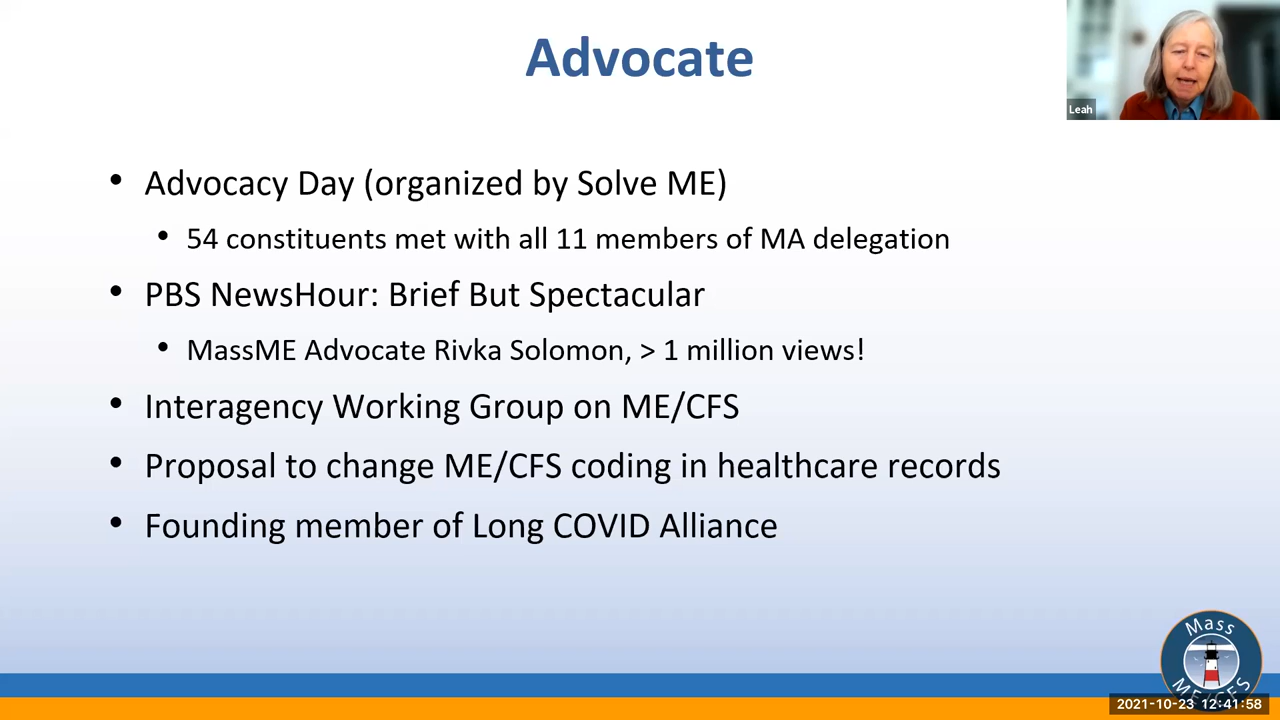 Advocate
Leah
• Advocacy Day (organized by Solve ME)
• 54 constituents met with all 11 members of MA delegation
• PBS NewsHour: Brief But Spectacular
• MassME Advocate Rivka Solomon, > 1 million views!
• Interagency Working Group on ME/CFS
• Proposal to change ME/CFS coding in healthcare records
• Founding member of Long COVID Alliance
Mass
ME/CFS
2021-10-23 12:41:58